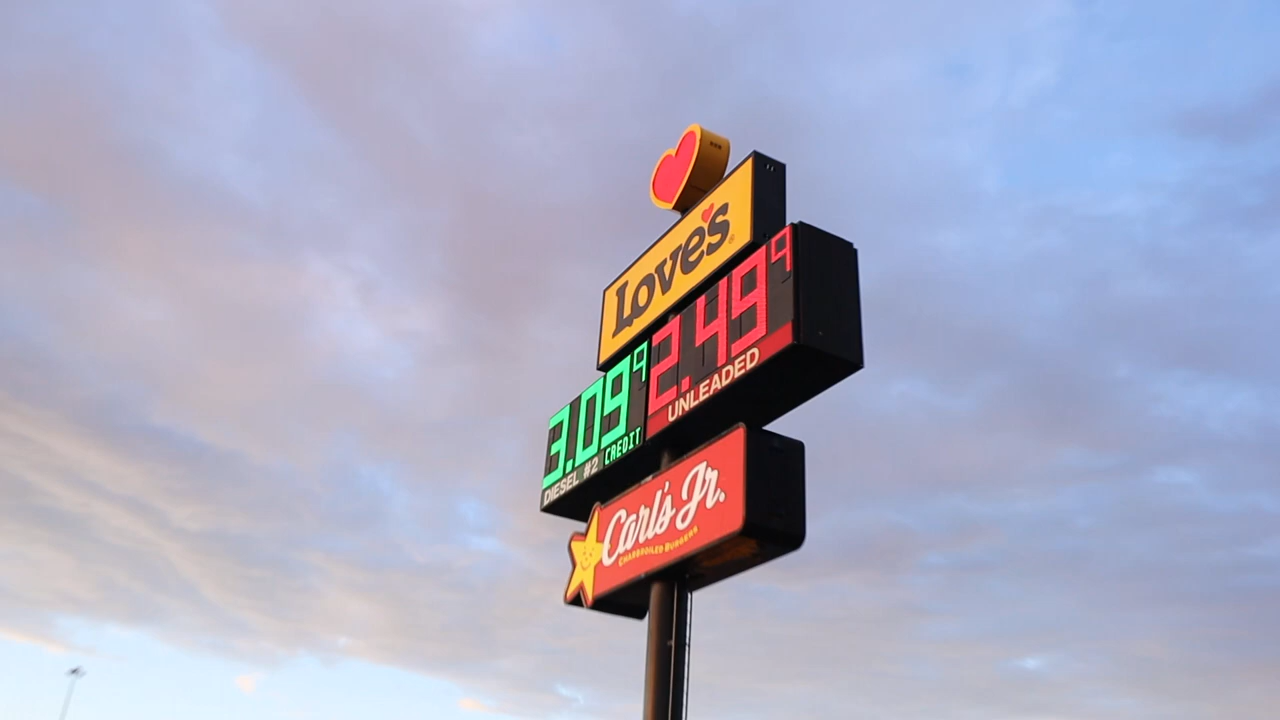 Love's
2.49 9
UNLEADED
3.09 9
DIESEL #2 CREDIT
Carl's Jr.
CHARBROILED BURGERS